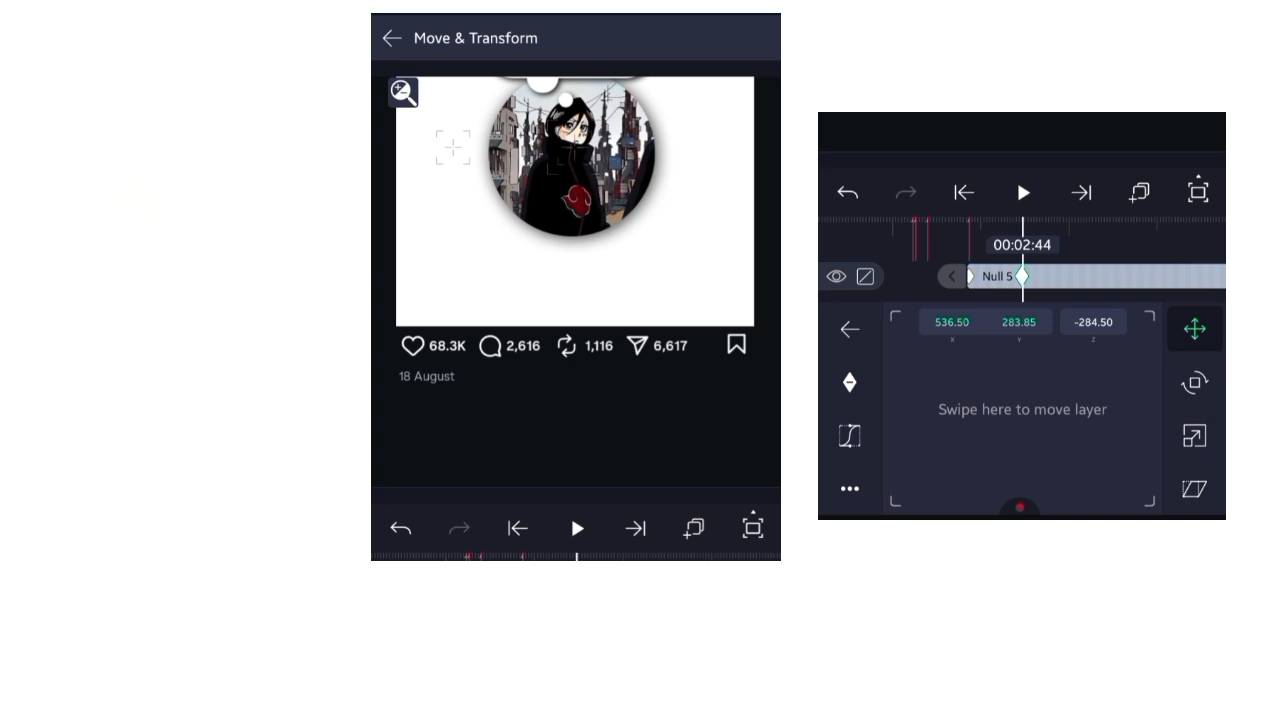 Move & Transform
68.3K 2,616 1,116 6,617
18 August
00:02:44
Null 5
536.50 283.85 -284.50
X Y Z
Swipe here to move layer